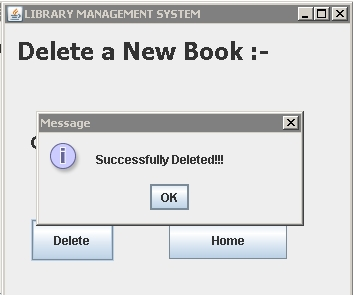 LIBRARY MANAGEMENT SYSTEM
Delete a New Book :-
Message
Successfully Deleted!!!
OK
Delete
Home